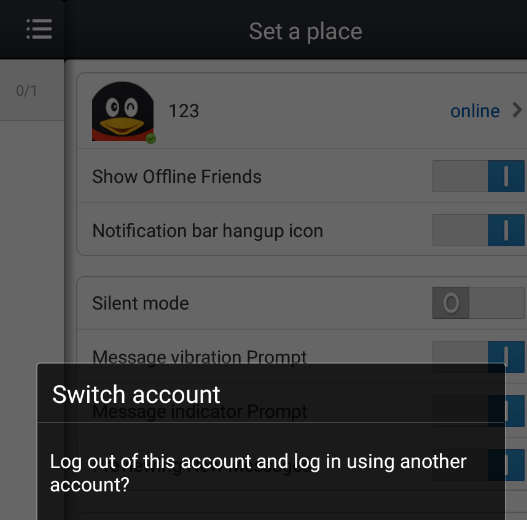 Set a place
0/1
123
online
Show Offline Friends
Notification bar hangup icon
Silent mode
Message vibration Prompt
Switch account
Message indicator Prompt
Log out of this account and log in using another
account?